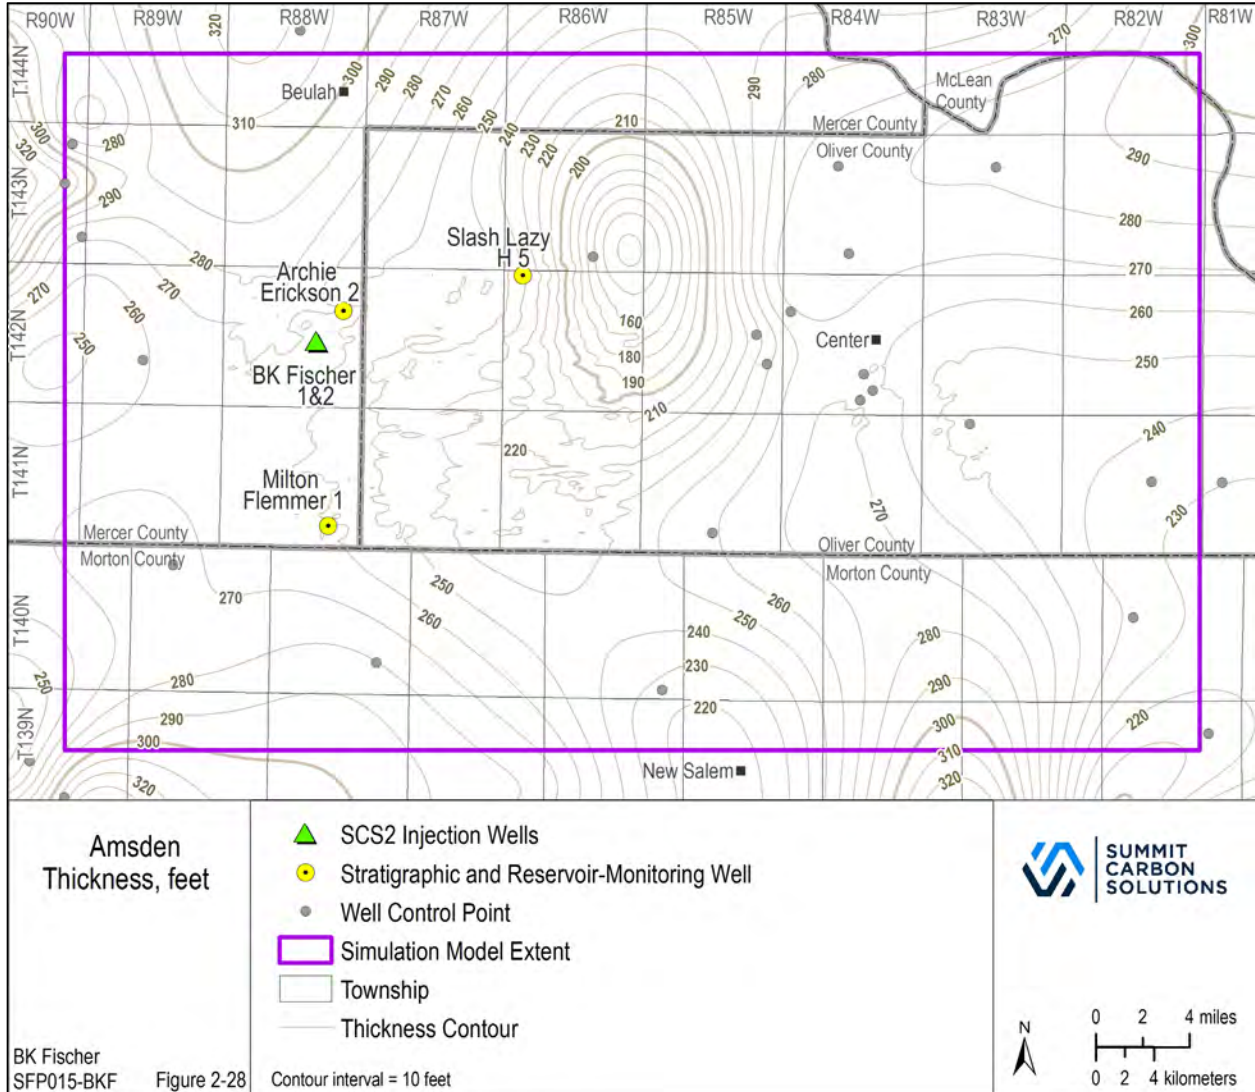 R90W R89W R88W R87W R86W R85W R84W R83W R82W R81W
320 270 300
T144N
Beulah
300 290 280 270 260 250 240 230 220
210
290
280
McLean
County
Mercer County
Oliver County
310
300
320
280
290
T143N
200
290
280
270
260
250
Slash Lazy
H 5
Archie
Erickson 2
280
270
270
260
250
T142N
BK Fischer
1&2
160
180
190
210
Center
240
T141N
220
Milton
Flemmer 1
270
230
Mercer County
Morton County
Oliver County
Morton County
T140N
270
250
260
260
250
240
230
220
280
290
300
310
320
220
250
280
290
300
320
T139N
New Salem
Amsden
Thickness, feet
SCS2 Injection Wells
Stratigraphic and Reservoir-Monitoring Well
Well Control Point
Simulation Model Extent
Township
Thickness Contour
Contour interval = 10 feet
BK Fischer
SFP015-BKF Figure 2-28
SUMMIT
CARBON
SOLUTIONS
N
0 2 4 miles
0 2 4 kilometers